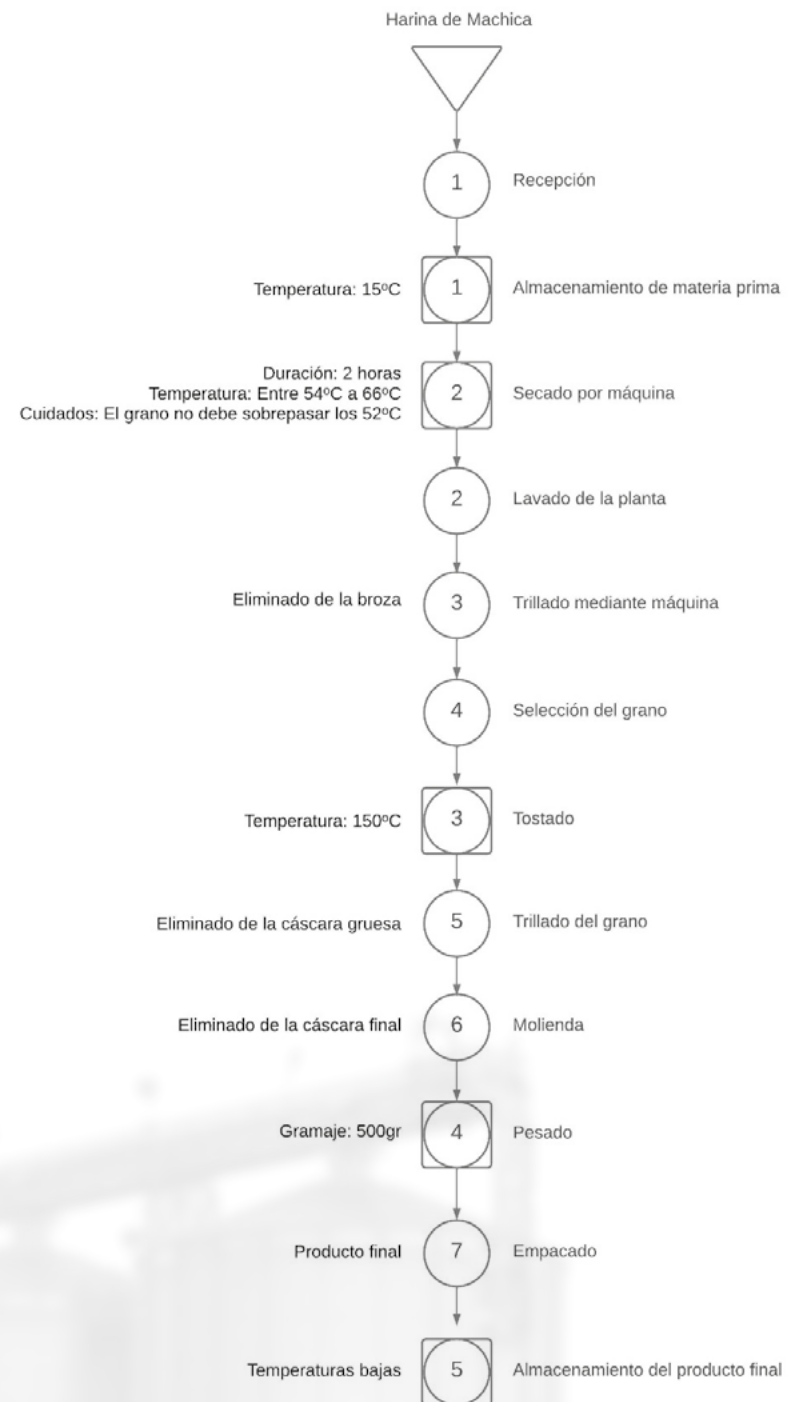 Harina de Machica
1
Recepción
Temperatura: 15ºC
1
Almacenamiento de materia prima
Duración: 2 horas
Temperatura: Entre 54ºC a 66ºC
Cuidados: El grano no debe sobrepasar los 52ºC
2
Secado por máquina
2
Lavado de la planta
Eliminado de la broza
3
Trillado mediante máquina
4
Selección del grano
Temperatura: 150ºC
3
Tostado
Eliminado de la cáscara gruesa
5
Trillado del grano
Eliminado de la cáscara final
6
Molienda
Gramaje: 500gr
4
Pesado
Producto final
7
Empacado
Temperaturas bajas
5
Almacenamiento del producto final